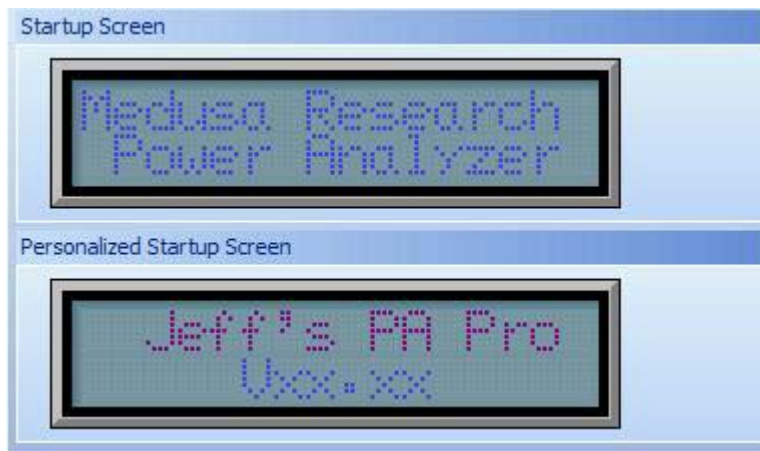 Startup Screen
Medusa Research
Power Analyzer
Personalized Startup Screen
Jeff's PA Pro
Vxx.xx